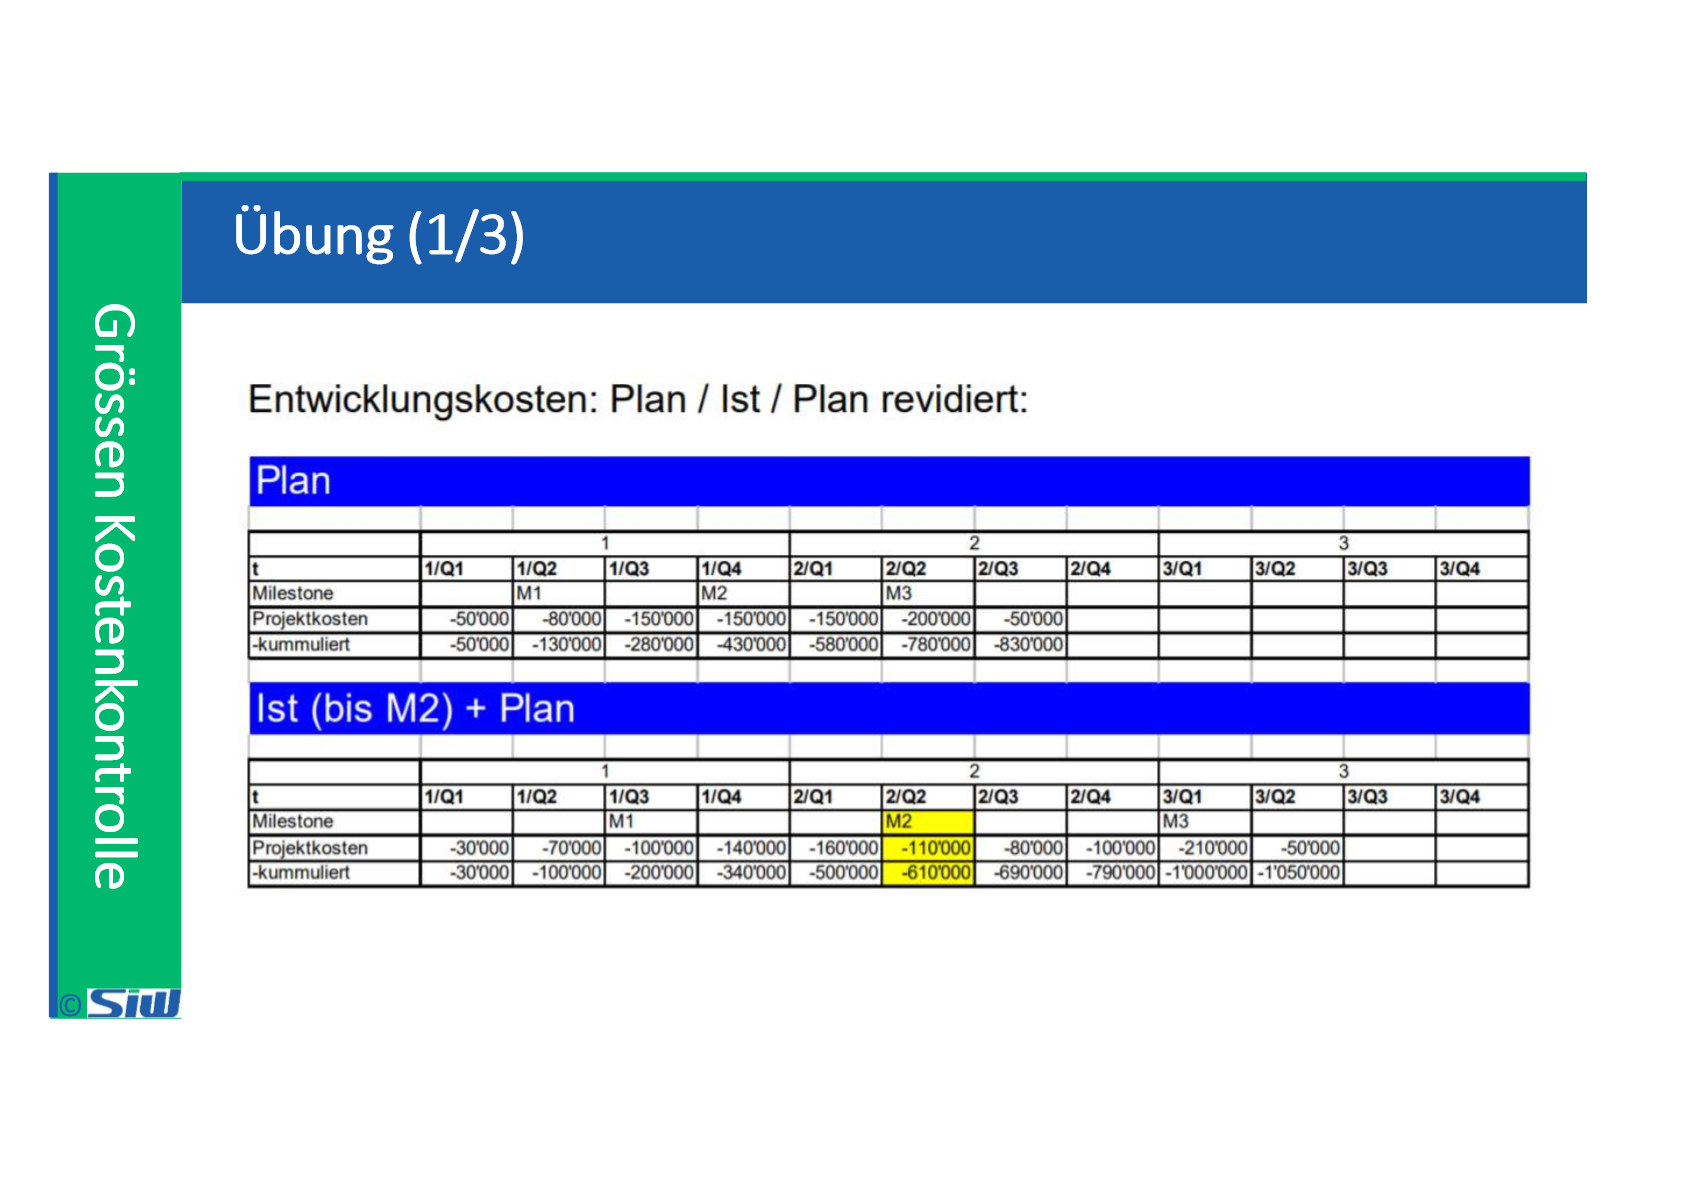 Übung (1/3)
Grössen Kostenkontrolle
Entwicklungskosten: Plan / Ist / Plan revidiert:
Plan
1 2 3
t 1/Q1 1/Q2 1/Q3 1/Q4 2/Q1 2/Q2 2/Q3 2/Q4 3/Q1 3/Q2 3/Q3 3/Q4
Milestone M1 M2 M3
Projektkosten -50'000 -80'000 -150'000 -150'000 -150'000 -200'000 -50'000
-kummuliert -50'000 -130'000 -280'000 -430'000 -580'000 -780'000 -830'000
Ist (bis M2) + Plan
1 2 3
t 1/Q1 1/Q2 1/Q3 1/Q4 2/Q1 2/Q2 2/Q3 2/Q4 3/Q1 3/Q2 3/Q3 3/Q4
Milestone M1 M2 M3
Projektkosten -30'000 -70'000 -100'000 -140'000 -160'000 -110'000 -80'000 -100'000 -210'000 -50'000
-kummuliert -30'000 -100'000 -200'000 -340'000 -500'000 -610'000 -690'000 -790'000 -1'000'000 -1'050'000
© SiW